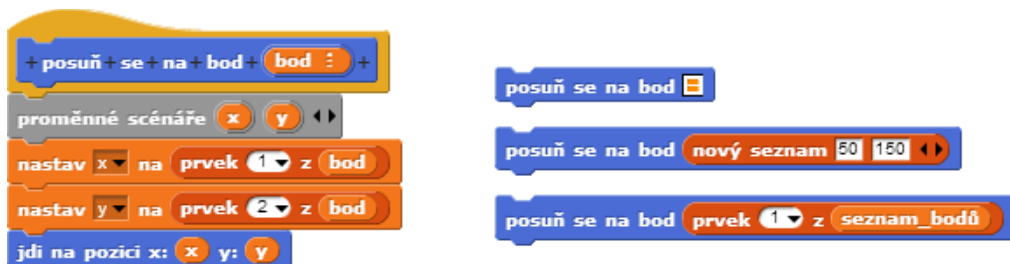 + posuň + se + na + bod + bod ⋮ +
proměnné scénáře x y
nastav x na prvek 1 z bod
nastav y na prvek 2 z bod
jdi na pozici x: x y: y
posuň se na bod
posuň se na bod nový seznam 50 150
posuň se na bod prvek 1 z seznam_bodů